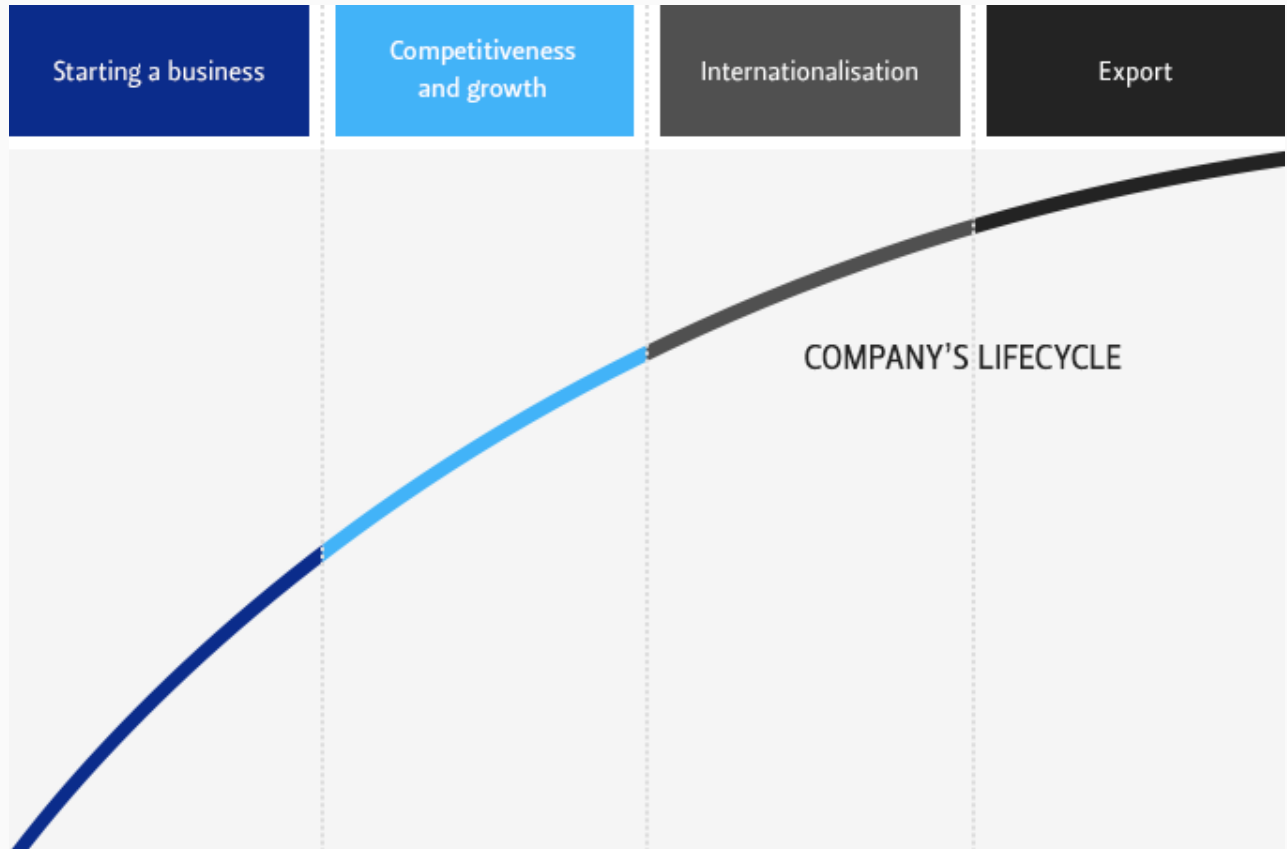 Starting a business
Competitiveness
and growth
Internationalisation
Export
COMPANY’S LIFECYCLE